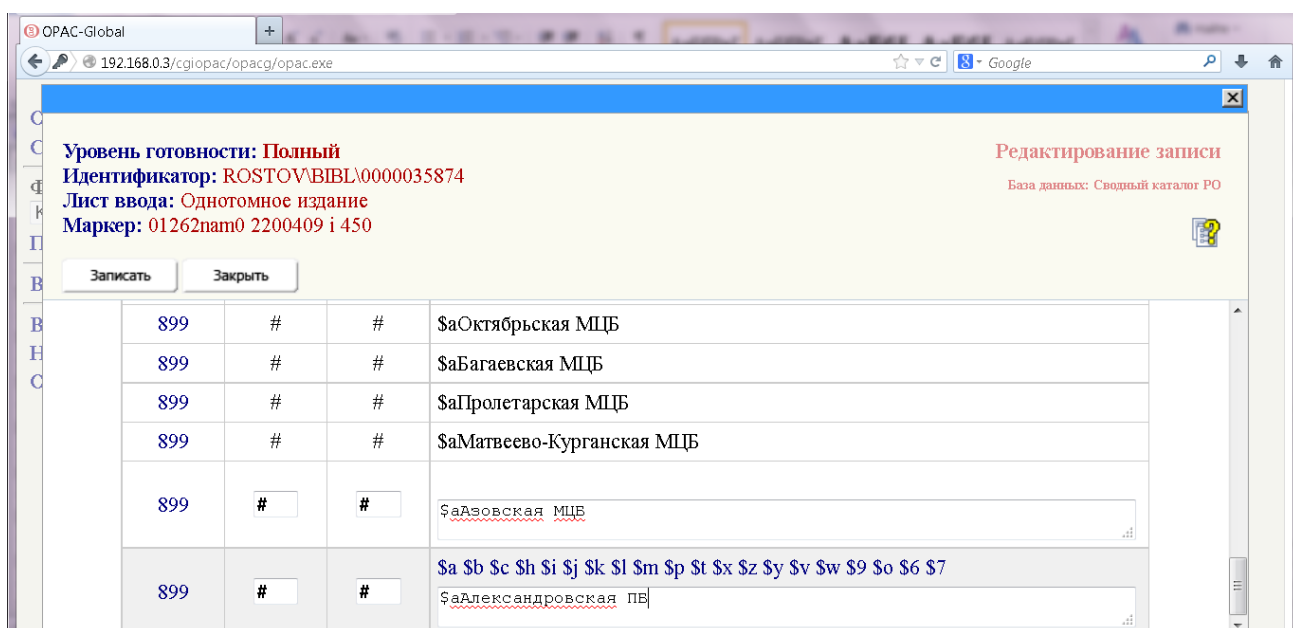 OPAC-Global
+
192.168.0.3/cgiopac/opacg/opac.exe
Google
Уровень готовности: Полный
Редактирование записи
Идентификатор: ROSTOV\BIBL\0000035874
База данных: Сводный каталог РО
Лист ввода: Однотомное издание
Маркер: 01262nam0 2200409 i 450
Записать Закрыть
899 # # $aОктябрьская МЦБ
899 # # $aБагаевская МЦБ
899 # # $aПролетарская МЦБ
899 # # $aМатвеево-Курганская МЦБ
899 # # $aАзовская МЦБ
$a $b $c $h $i $j $k $l $m $p $t $x $z $y $v $w $9 $o $6 $7
899 # # $aАлександровская ПБ